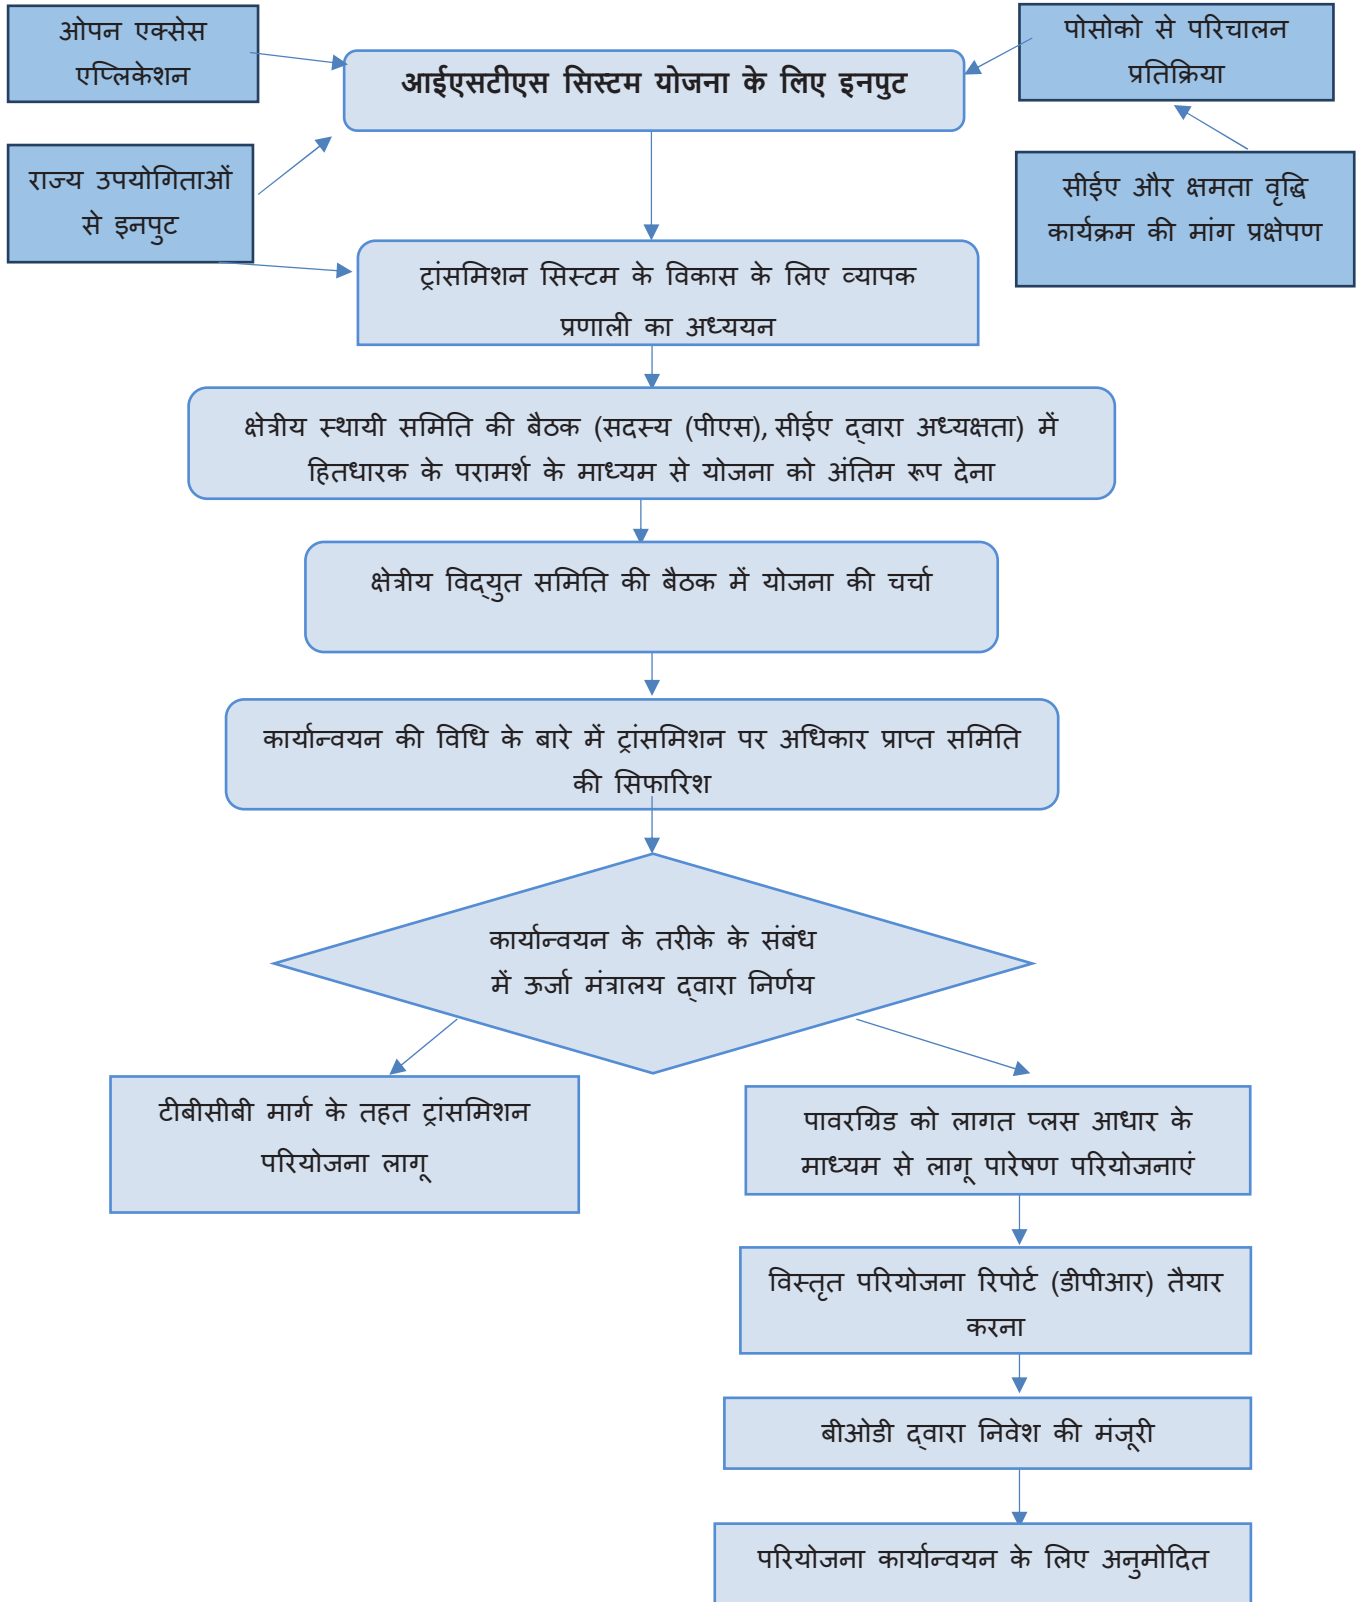 ओपन एक्सेस
एप्लिकेशन
पोसोको से परिचालन
प्रतिक्रिया
आईएसटीएस सिस्टम योजना के लिए इनपुट
राज्य उपयोगिताओं
से इनपुट
सीईए और क्षमता वृद्धि
कार्यक्रम की मांग प्रक्षेपण
ट्रांसमिशन सिस्टम के विकास के लिए व्यापक
प्रणाली का अध्ययन
क्षेत्रीय स्थायी समिति की बैठक (सदस्य (पीएस), सीईए द्वारा अध्यक्षता) में
हितधारक के परामर्श के माध्यम से योजना को अंतिम रूप देना
क्षेत्रीय विद्युत समिति की बैठक में योजना की चर्चा
कार्यान्वयन की विधि के बारे में ट्रांसमिशन पर अधिकार प्राप्त समिति
की सिफारिश
कार्यान्वयन के तरीके के संबंध
में ऊर्जा मंत्रालय द्वारा निर्णय
टीबीसीबी मार्ग के तहत ट्रांसमिशन
परियोजना लागू
पावरग्रिड को लागत प्लस आधार के
माध्यम से लागू पारेषण परियोजनाएं
विस्तृत परियोजना रिपोर्ट (डीपीआर) तैयार
करना
बीओडी द्वारा निवेश की मंजूरी
परियोजना कार्यान्वयन के लिए अनुमोदित